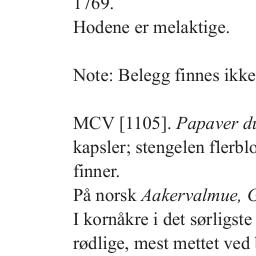 1769.
Hodene er melaktige.
Note: Belegg finnes ikke
MCV [1105]. Papaver du
kapsler; stengelen flerblo
finner.
På norsk Aakervalmue,
I kornåkre i det sørligste
rødlige, mest mettet ved